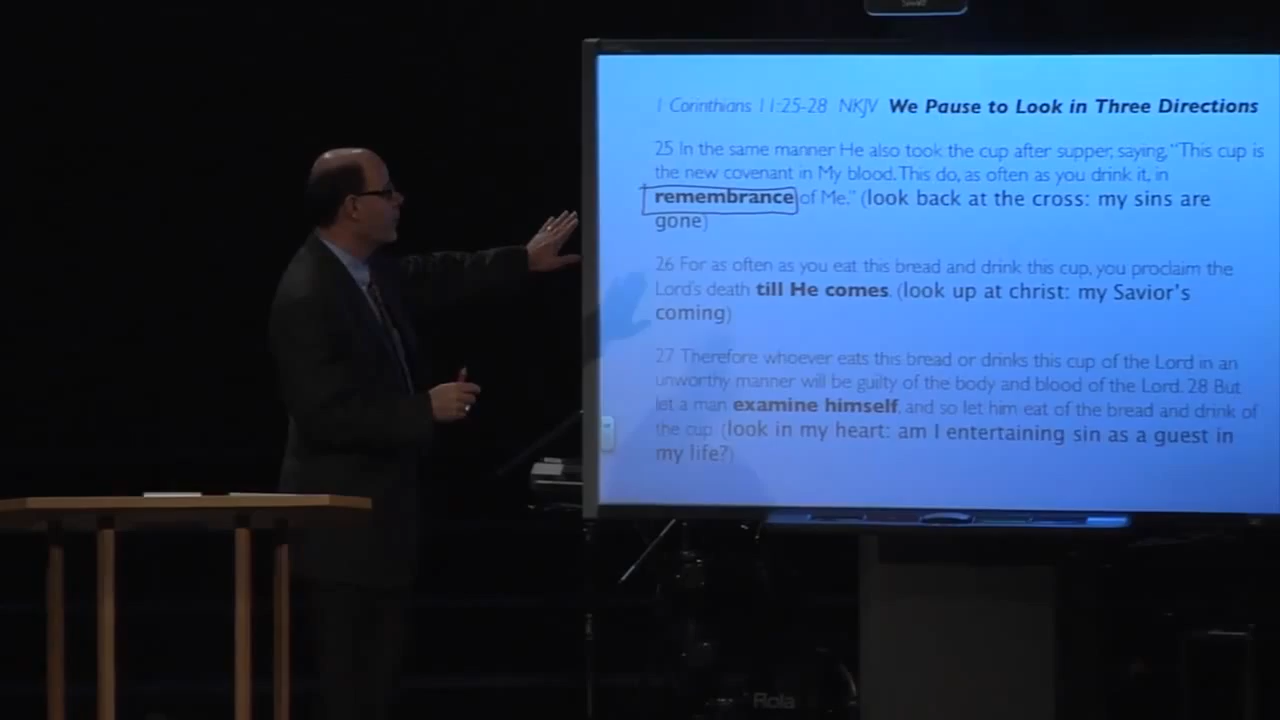 Smart
1 Corinthians 11:25-28 NKJV We Pause to Look in Three Directions
25 In the same manner He also took the cup after supper, saying, "This cup is
the new covenant in My blood. This do, as often as you drink it, in
remembrance of Me." (look back at the cross: my sins are
gone)
26 For as often as you eat this bread and drink this cup, you proclaim the
Lord's death till He comes. (look up at christ: my Savior's
coming)
27 Therefore whoever eats this bread or drinks this cup of the Lord in an
unworthy manner will be guilty of the body and blood of the Lord. 28 But
let a man examine himself, and so let him eat of the bread and drink of
the cup. (look in my heart: am I entertaining sin as a guest in
my life?)
Rola